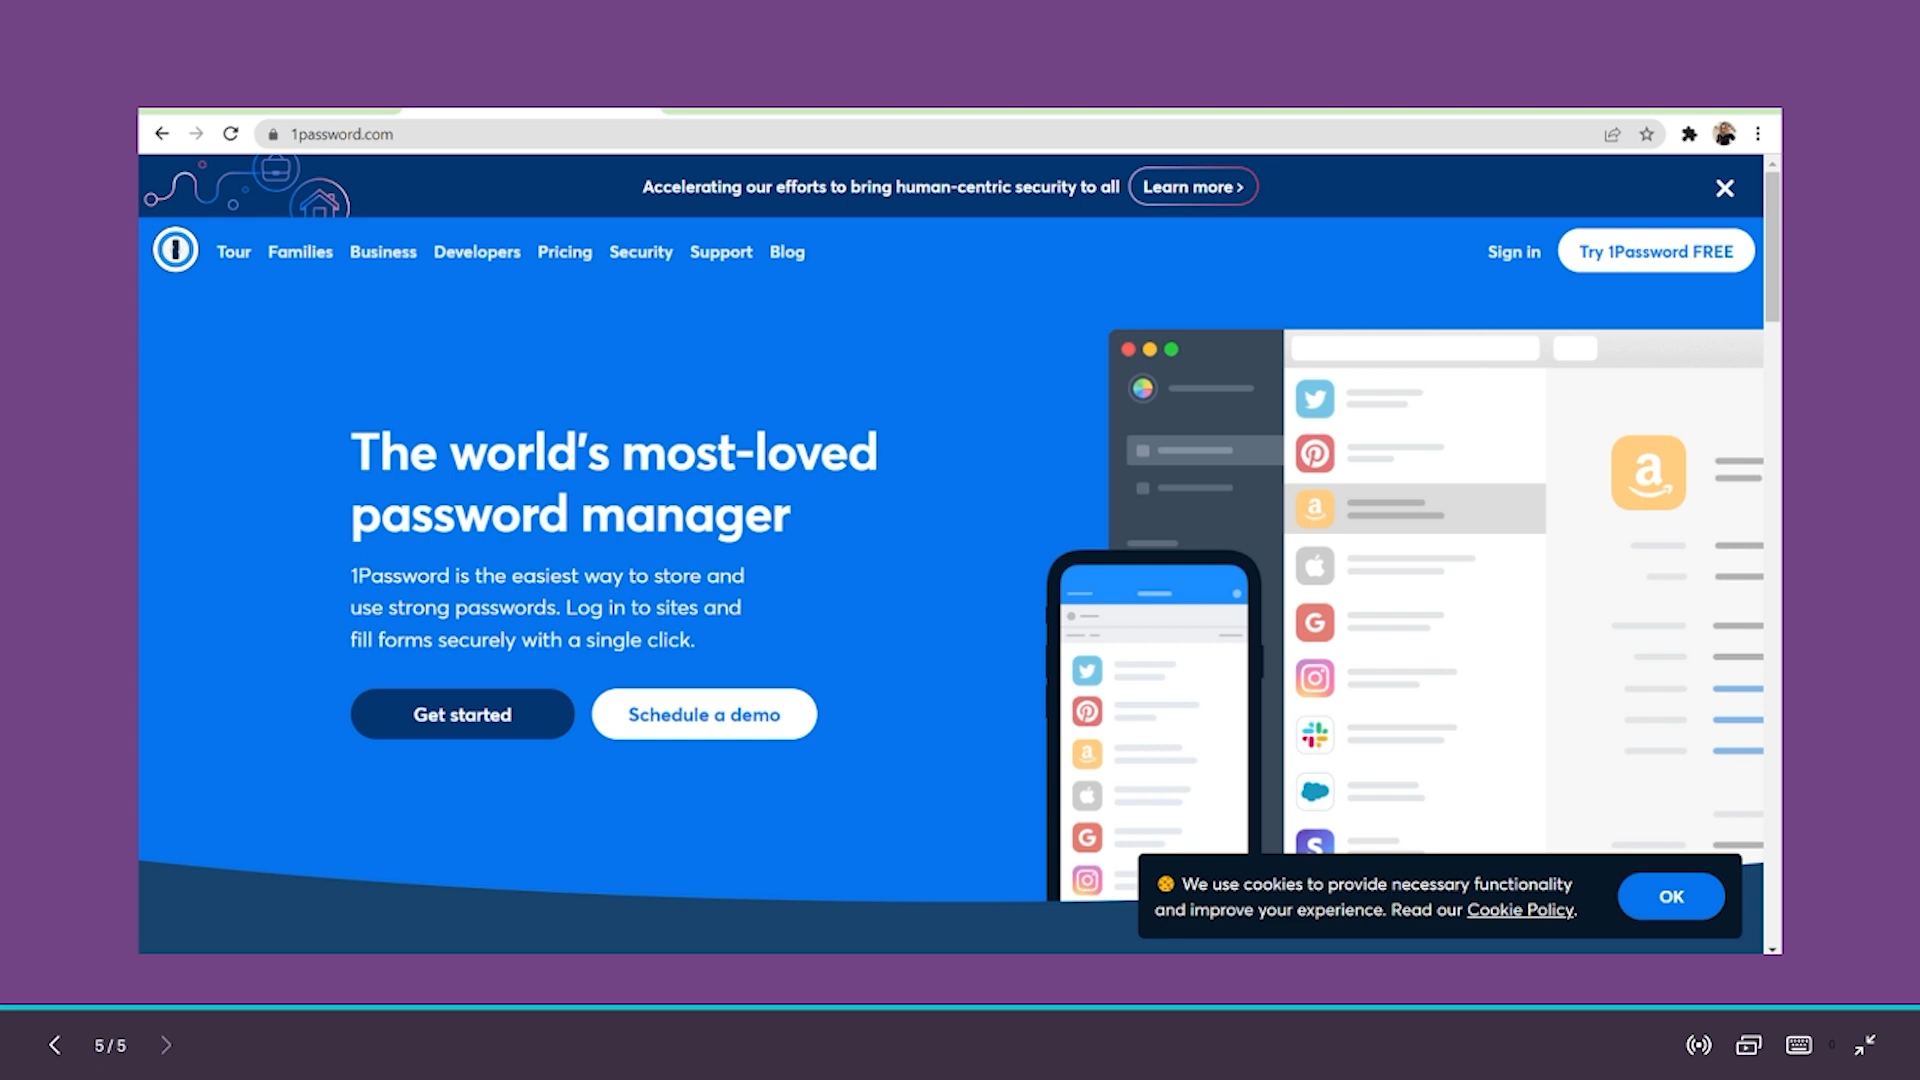 1password.com
Accelerating our efforts to bring human-centric security to all Learn more >
Tour Families Business Developers Pricing Security Support Blog Sign in Try 1Password FREE
The world's most-loved
password manager
1Password is the easiest way to store and
use strong passwords. Log in to sites and
fill forms securely with a single click.
Get started Schedule a demo
We use cookies to provide necessary functionality
and improve your experience. Read our Cookie Policy.
OK
5/5
0